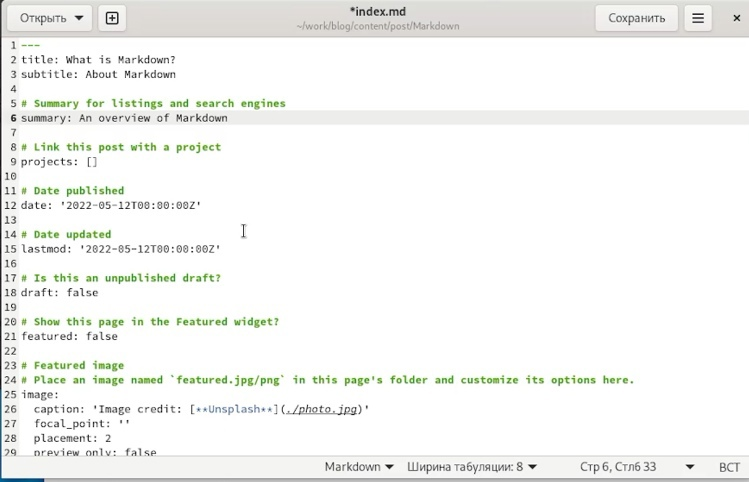 Открыть
*index.md
~/work/blog/content/post/Markdown
Сохранить
1 ---
2 title: What is Markdown?
3 subtitle: About Markdown
4
5 # Summary for listings and search engines
6 summary: An overview of Markdown
7
8 # Link this post with a project
9 projects: []
10
11 # Date published
12 date: '2022-05-12T00:00:00Z'
13
14 # Date updated
15 lastmod: '2022-05-12T00:00:00Z'
16
17 # Is this an unpublished draft?
18 draft: false
19
20 # Show this page in the Featured widget?
21 featured: false
22
23 # Featured image
24 # Place an image named `featured.jpg/png` in this page's folder and customize its options here.
25 image:
26   caption: 'Image credit: [**Unsplash**](./photo.jpg)'
27   focal_point: ''
28   placement: 2
29   preview_only: false
Markdown Ширина табуляции: 8 Стр 6, Стлб 33 ВСТ